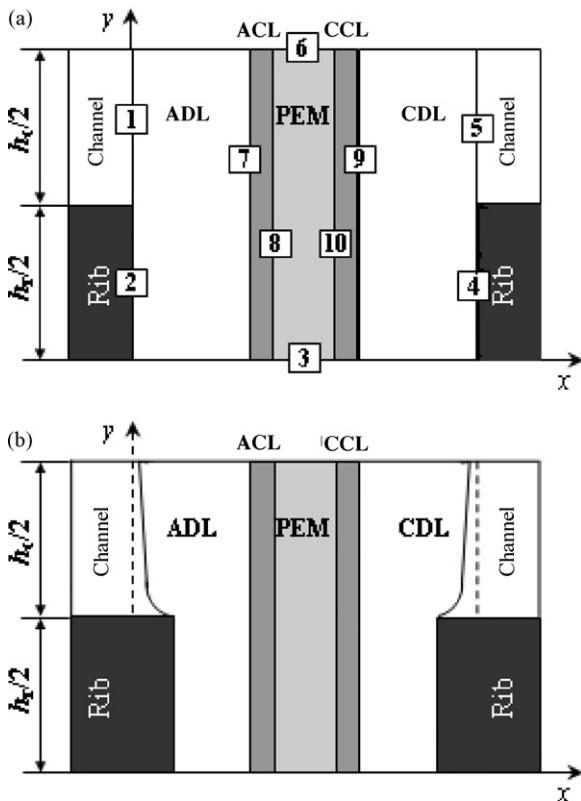 (a)
y
ACL 6 CCL
h_c/2
Channel
1
ADL
PEM
CDL
5
7
9
8
10
h_r/2
Rib
2
4
Rib
Channel
3
x
(b)
y
ACL CCL
h_c/2
Channel
ADL
PEM
CDL
Channel
h_r/2
Rib
Rib
x